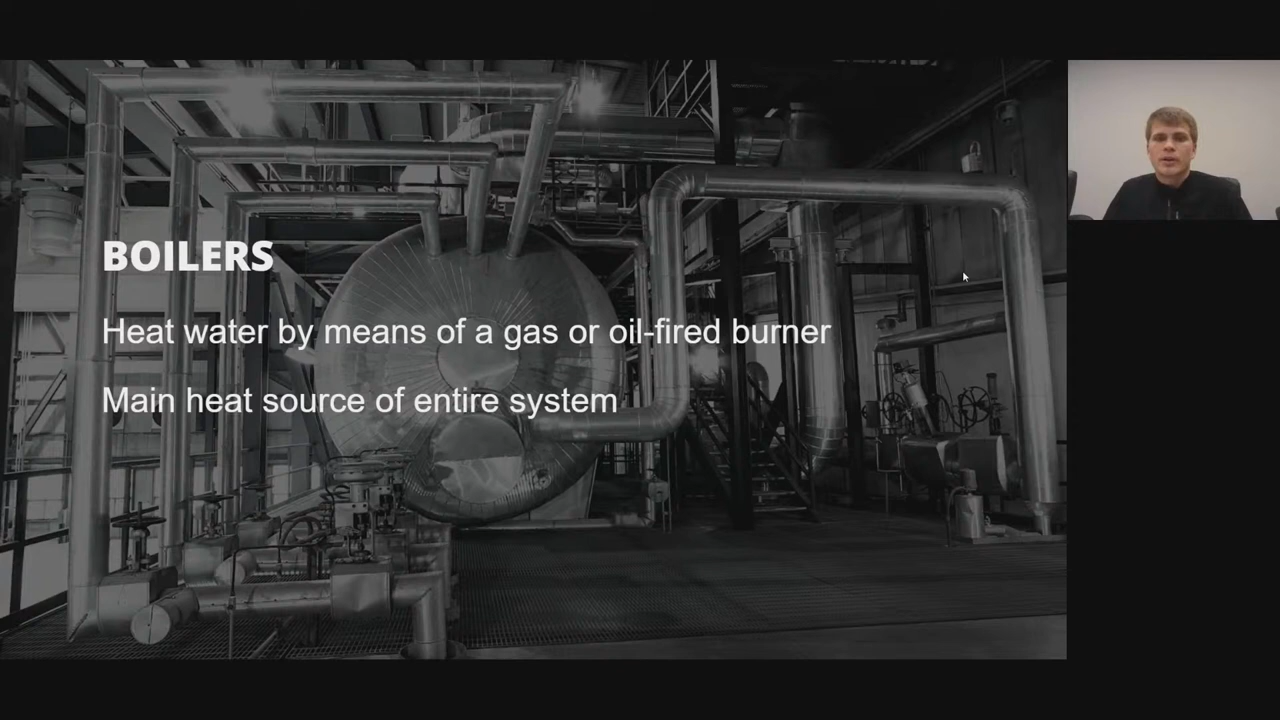 BOILERS
Heat water by means of a gas or oil-fired burner
Main heat source of entire system